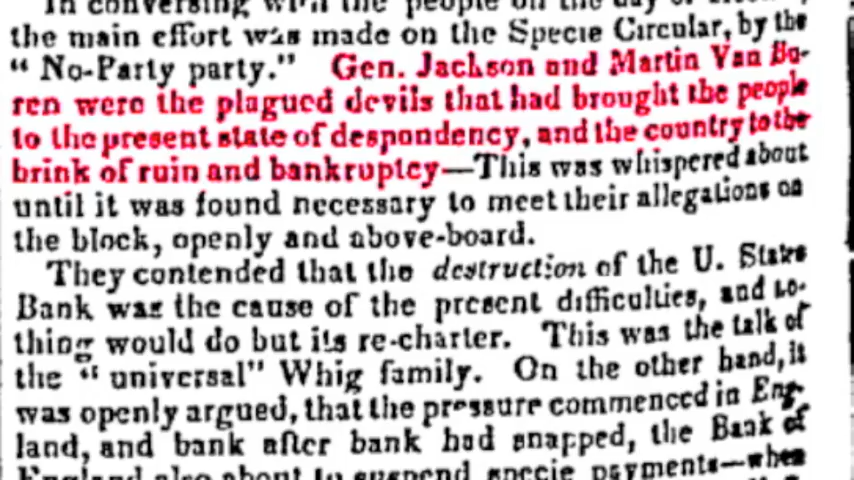 In conversing with the people on the day of
the main effort was made on the Specie Circular, by the
“ No-Party party.” Gen. Jackson and Martin Van Bu-
ren were the plagued devils that had brought the people
to the present state of despondency, and the country to the
brink of ruin and bankruptcy—This was whispered about
until it was found necessary to meet their allegations on
the block, openly and above-board.
They contended that the destruction of the U. State
Bank was the cause of the present difficulties, and no-
thing would do but its re-charter. This was the talk of
the “ universal” Whig family. On the other hand, it
was openly argued, that the pressure commenced in Eng-
land, and bank after bank had snapped, the Bank of
England also about to suspend specie payments—when